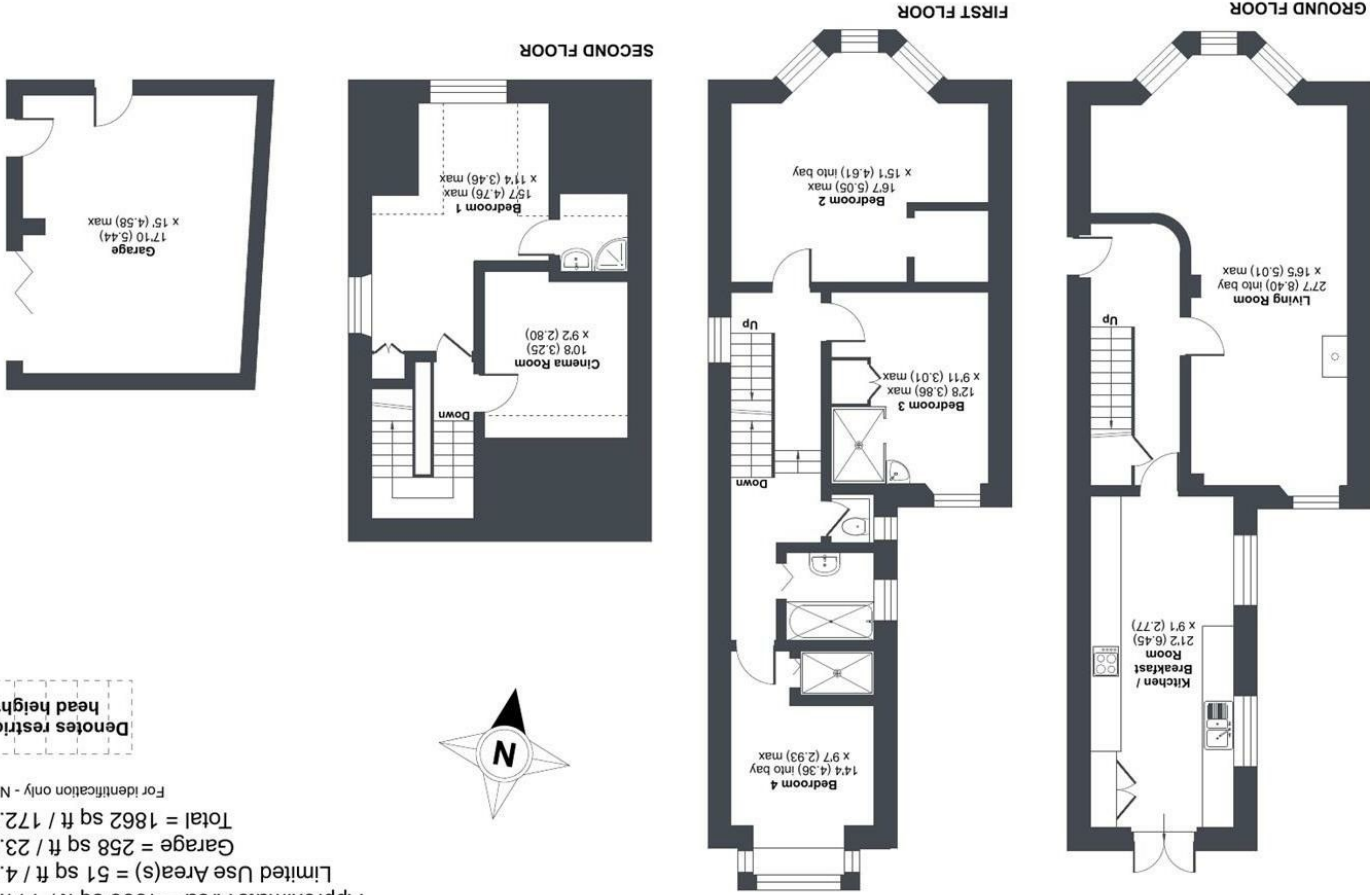 GROUND FLOOR
Living Room
27'7 (8.40) into bay
x 16'5 (5.01) max
Up
Kitchen /
Breakfast
Room
21'2 (6.45)
x 9'1 (2.77)
FIRST FLOOR
Bedroom 2
16'7 (5.05) max
x 15'1 (4.61) into bay
Up
Bedroom 3
12'8 (3.86) max
x 9'11 (3.01) max
Down
Bedroom 4
14'4 (4.36) into bay
x 9'7 (2.93) max
SECOND FLOOR
Bedroom 1
15'7 (4.76) max
x 11'4 (3.46) max
Cinema Room
10'8 (3.25)
x 9'2 (2.80)
Down
Garage
17'10 (5.44)
x 15' (4.58) max
N
Denotes restric
head heigh
Approximate Area =
Limited Use Area(s) = 51 sq ft / 4.
Garage = 258 sq ft / 23.
Total = 1862 sq ft / 172.
For identification only - N